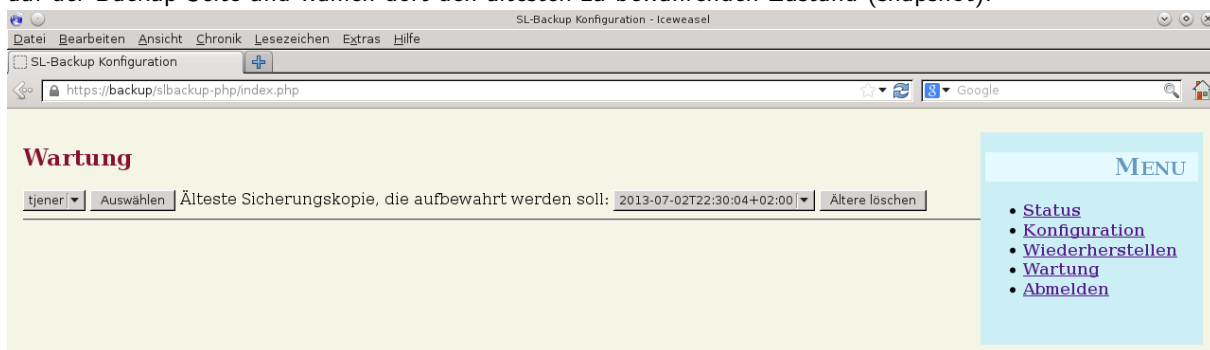 auf der Backup-Seite und wählen dort den ältesten zu bewahrenden Zustand (snapshot).
SL-Backup Konfiguration - Iceweasel
Datei Bearbeiten Ansicht Chronik Lesezeichen Extras Hilfe
SL-Backup Konfiguration
https://backup/slbackup-php/index.php
Google
Wartung
tjener Auswählen Älteste Sicherungskopie, die aufbewahrt werden soll: 2013-07-02T22:30:04+02:00 Ältere löschen
MENU
• Status
• Konfiguration
• Wiederherstellen
• Wartung
• Abmelden